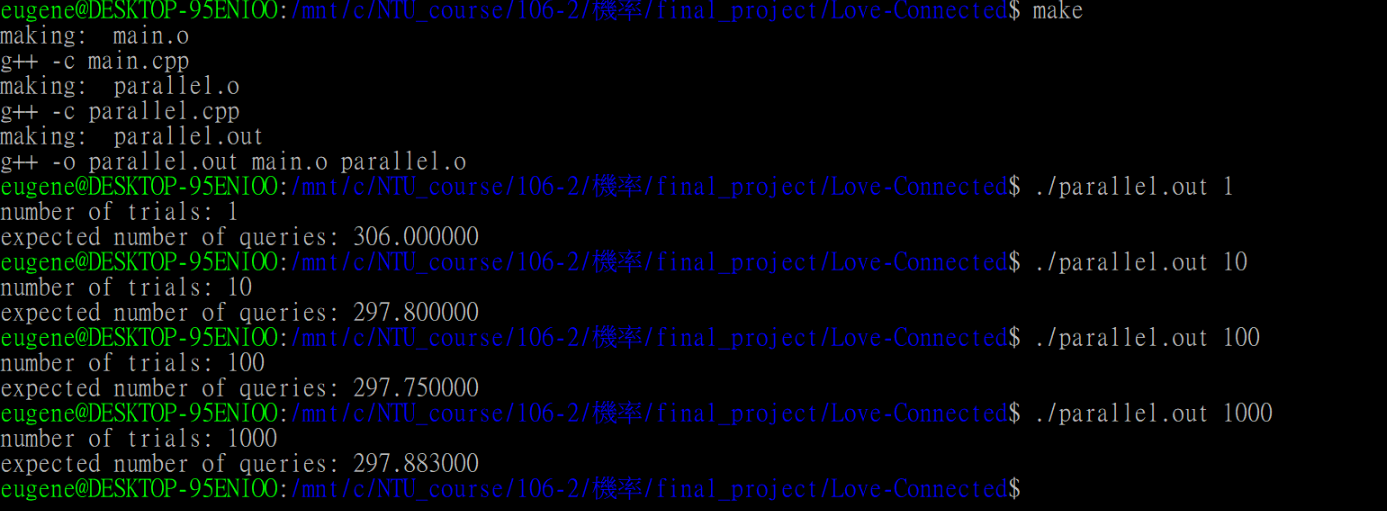 eugene@DESKTOP-95ENIOO:/mnt/c/NTU_course/106-2/機率/final_project/Love-Connected$ make
making:  main.o
g++ -c main.cpp
making:  parallel.o
g++ -c parallel.cpp
making:  parallel.out
g++ -o parallel.out main.o parallel.o
eugene@DESKTOP-95ENIOO:/mnt/c/NTU_course/106-2/機率/final_project/Love-Connected$ ./parallel.out 1
number of trials: 1
expected number of queries: 306.000000
eugene@DESKTOP-95ENIOO:/mnt/c/NTU_course/106-2/機率/final_project/Love-Connected$ ./parallel.out 10
number of trials: 10
expected number of queries: 297.800000
eugene@DESKTOP-95ENIOO:/mnt/c/NTU_course/106-2/機率/final_project/Love-Connected$ ./parallel.out 100
number of trials: 100
expected number of queries: 297.750000
eugene@DESKTOP-95ENIOO:/mnt/c/NTU_course/106-2/機率/final_project/Love-Connected$ ./parallel.out 1000
number of trials: 1000
expected number of queries: 297.883000
eugene@DESKTOP-95ENIOO:/mnt/c/NTU_course/106-2/機率/final_project/Love-Connected$